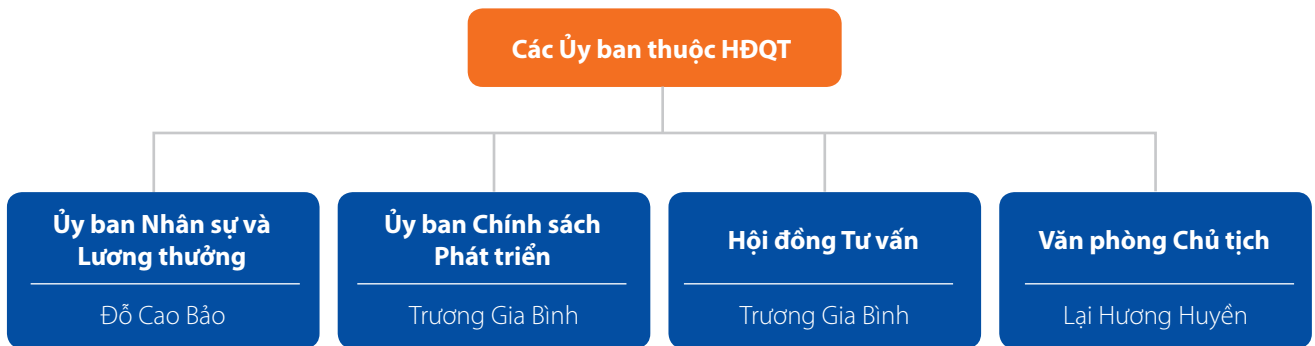 Các Ủy ban thuộc HĐQT
Ủy ban Nhân sự và
Lương thưởng
Đỗ Cao Bảo
Ủy ban Chính sách
Phát triển
Trương Gia Bình
Hội đồng Tư vấn
Trương Gia Bình
Văn phòng Chủ tịch
Lại Hương Huyền